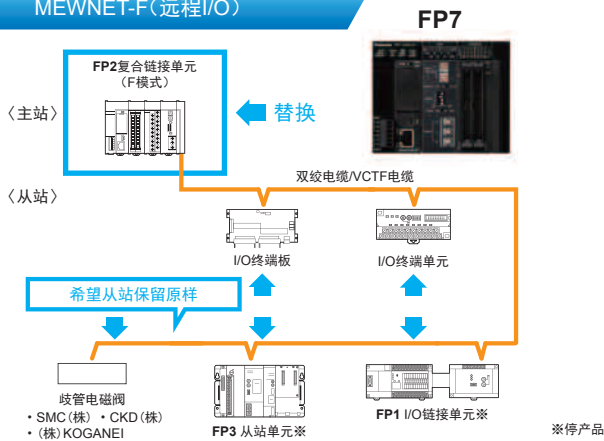 MEWNET-F（远程I/O）
FP7
FP2复合链接单元
（F模式）
〈主站〉
替换
双绞电缆/VCTF电缆
〈从站〉
I/O终端板
I/O终端单元
希望从站保留原样
歧管电磁阀
・SMC（株）・CKD（株）
・（株）KOGANEI
FP3 从站单元※
FP1 I/O链接单元※
※停产品